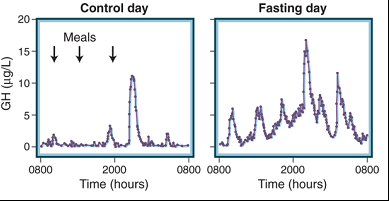 Control day
Fasting day
20
15
10
5
0
GH (µg/L)
Meals
0800
2000
0800
0800
2000
0800
Time (hours)
Time (hours)